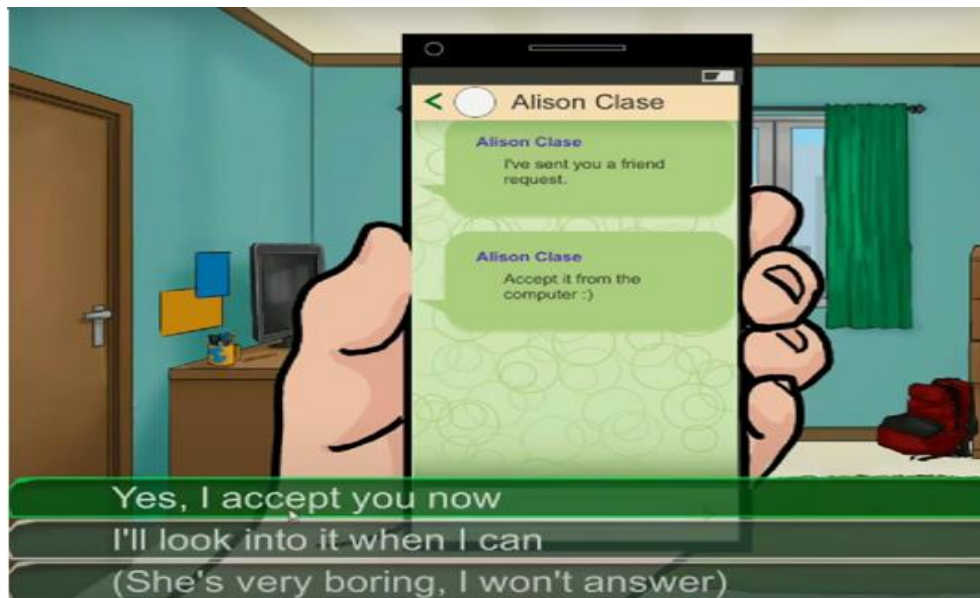 Alison Clase
Alison Clase
I've sent you a friend
request.
Alison Clase
Accept it from the
computer :)
Yes, I accept you now
I'll look into it when I can
(She's very boring, I won't answer)